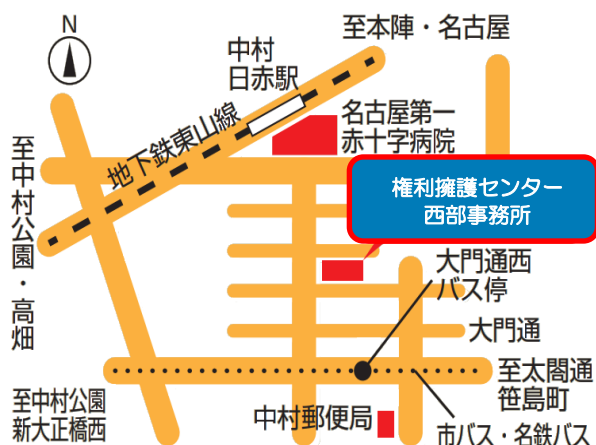 N
至本陣・名古屋
中村
日赤駅
地下鉄東山線
名古屋第一
赤十字病院
至中村公園・高畑
権利擁護センター
西部事務所
大門通西
バス停
大門通
至太閤通
笹島町
至中村公園
新大正橋西
中村郵便局
市バス・名鉄バス